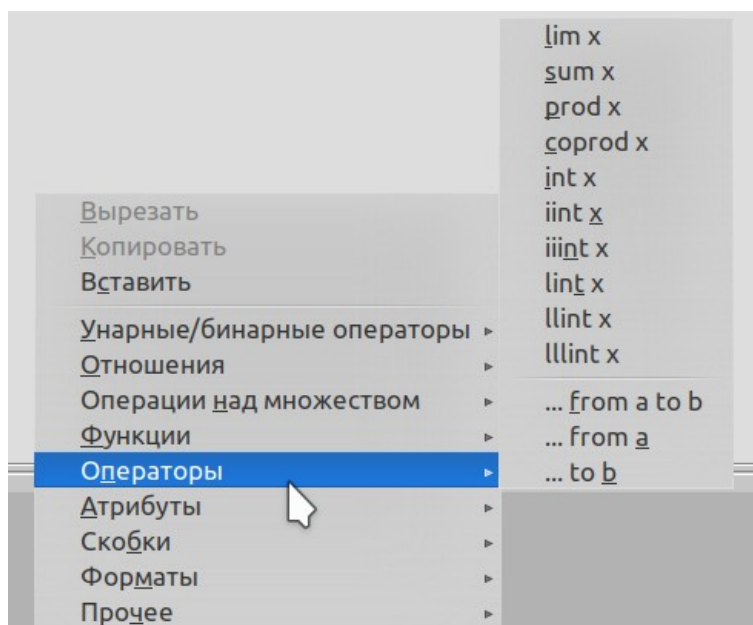 Вырезать
Копировать
Вставить
Унарные/бинарные операторы
Отношения
Операции над множеством
Функции
Операторы
Атрибуты
Скобки
Форматы
Прочее
lim x
sum x
prod x
coprod x
int x
iint x
iiint x
lint x
llint x
lllint x
... from a to b
... from a
... to b